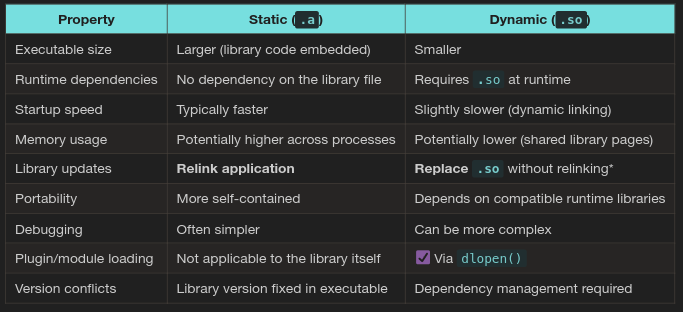 Property Static (.a) Dynamic (.so)
Executable size Larger (library code embedded) Smaller
Runtime dependencies No dependency on the library file Requires .so at runtime
Startup speed Typically faster Slightly slower (dynamic linking)
Memory usage Potentially higher across processes Potentially lower (shared library pages)
Library updates Relink application Replace .so without relinking*
Portability More self-contained Depends on compatible runtime libraries
Debugging Often simpler Can be more complex
Plugin/module loading Not applicable to the library itself ✓ Via dlopen()
Version conflicts Library version fixed in executable Dependency management required